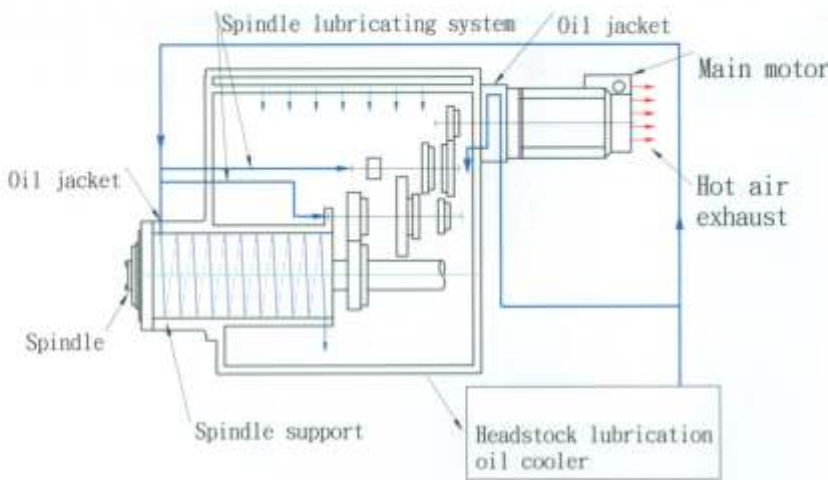 Spindle lubricating system
Oil jacket
Main motor
Oil jacket
Hot air
exhaust
Spindle
Spindle support
Headstock lubrication
oil cooler